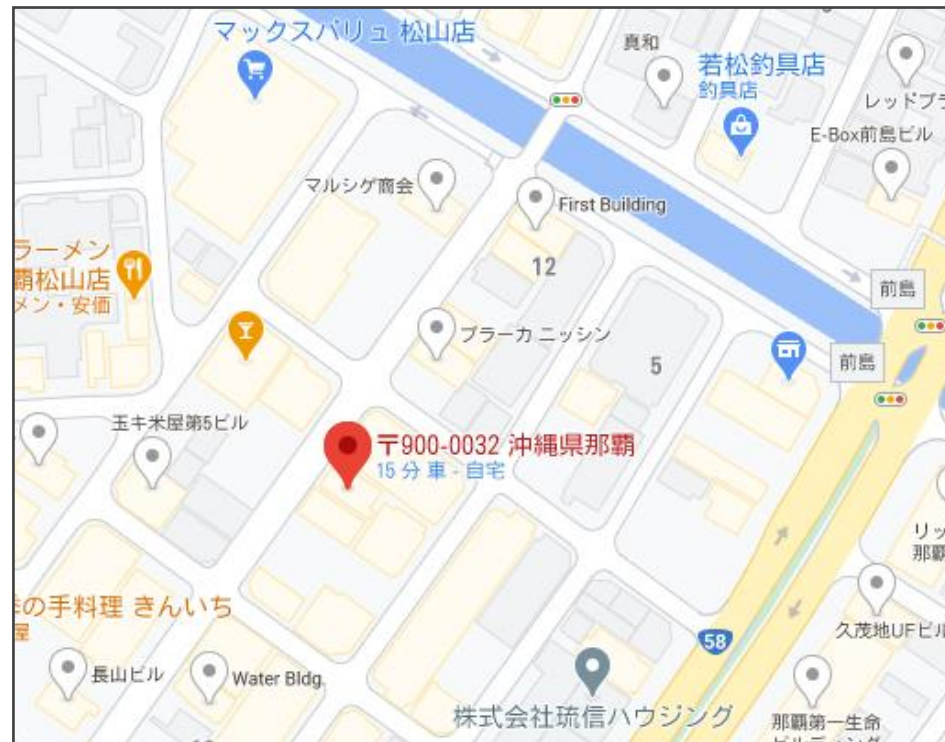 マックスバリュ 松山店
真和
若松釣具店
釣具店
レッドプラ
E-Box前島ビル
マルシゲ商会
First Building
ラーメン
覇松山店
メン・安価
12
前島
プラーカ ニッシン
5
前島
玉キ米屋第5ビル
〒900-0032 沖縄県那覇
15 分 車 - 自宅
リッ
那覇
の手料理 きんいち
屋
58
久茂地UFビル
長山ビル
Water Bldg.
株式会社琉信ハウジング
那覇第一生命